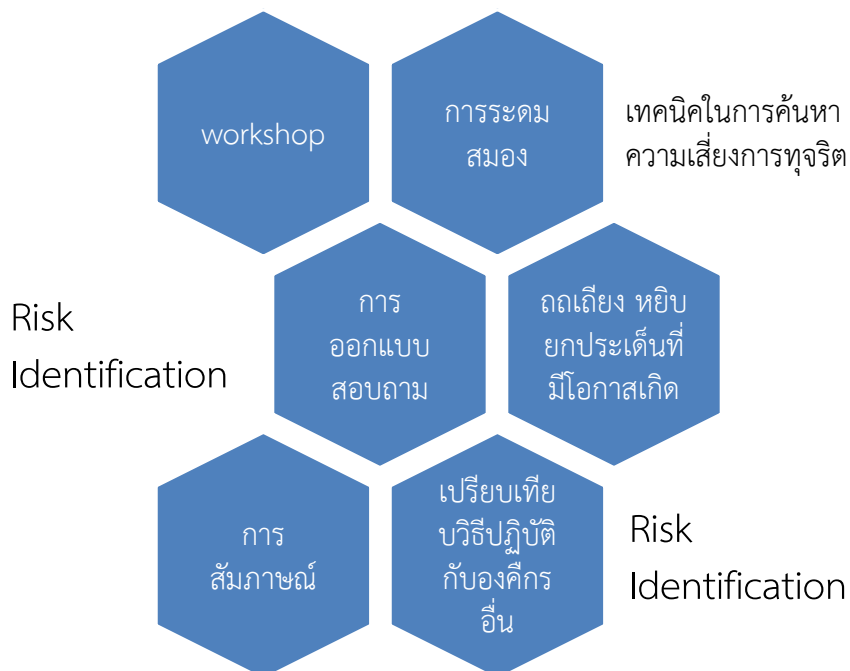 workshop
การระดม
สมอง
เทคนิคในการค้นหา
ความเสี่ยงการทุจริต
Risk
Identification
การ
ออกแบบ
สอบถาม
ถถเถียง หยิบ
ยกประเด็นที่
มีโอกาสเกิด
การ
สัมภาษณ์
เปรียบเทีย
บวิธีปฏิบัติ
กับองคืกร
อื่น
Risk
Identification